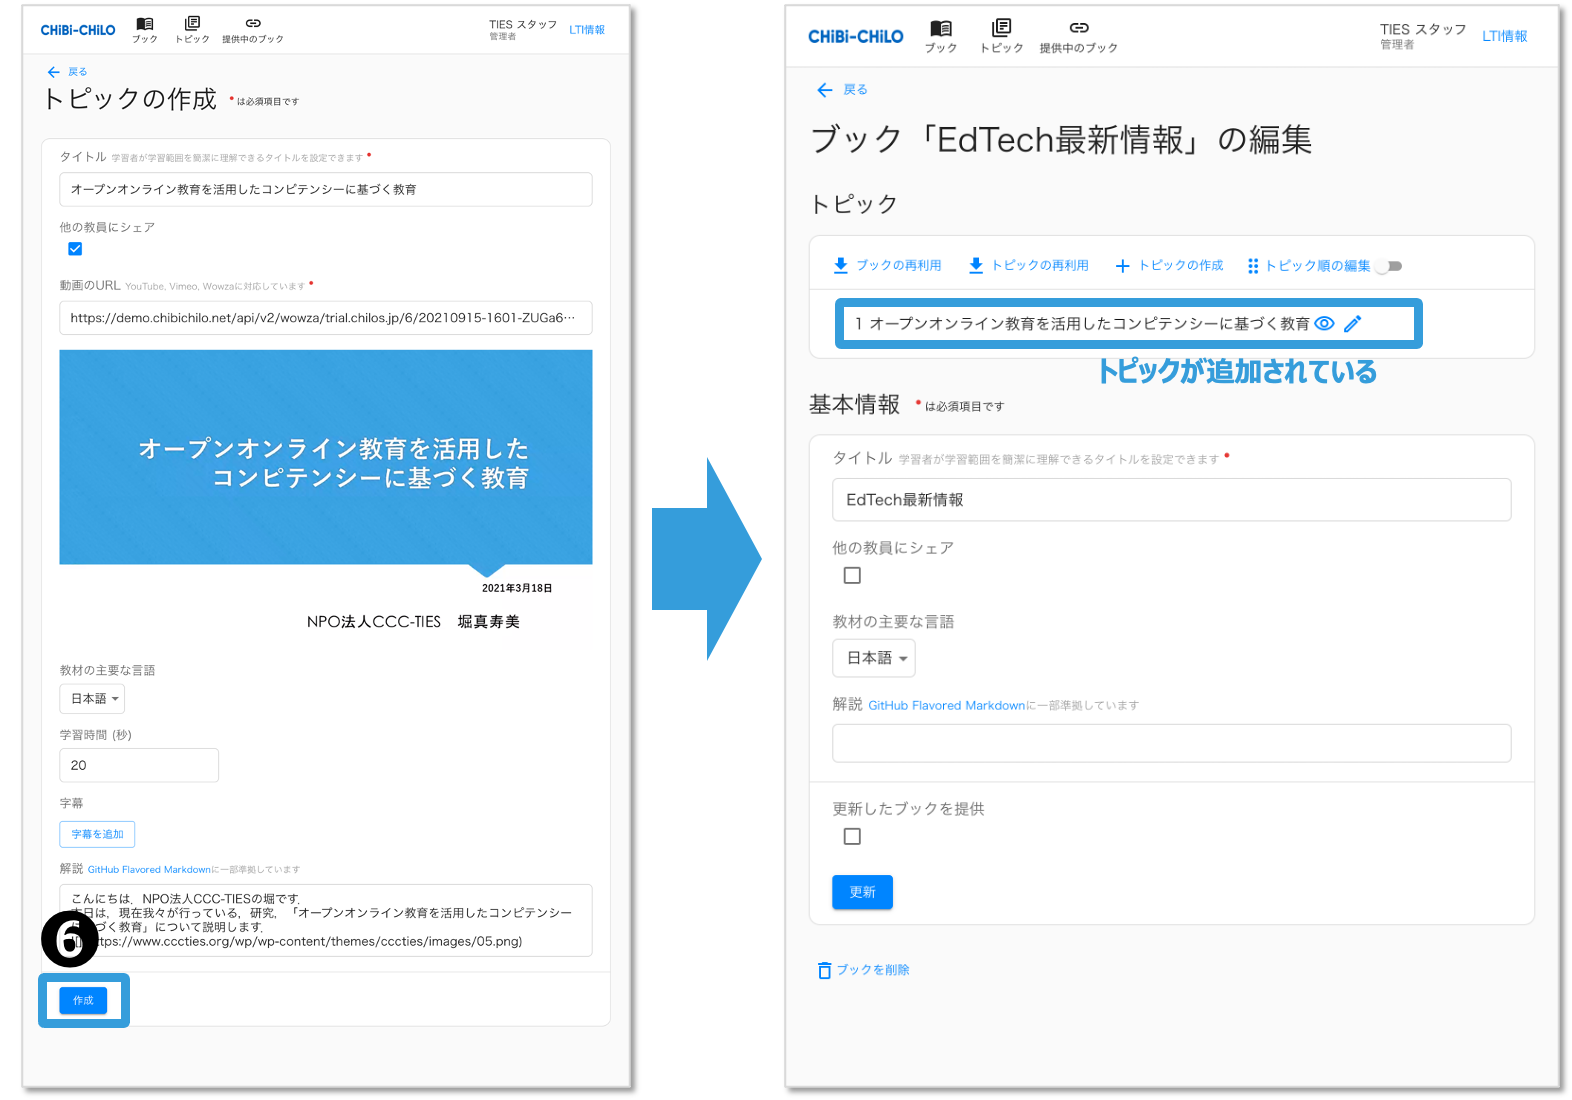 CHiBi-CHiLO
ブック
トピック
提供中のブック
TIES スタッフ
管理者
LTI情報
戻る
トピックの作成 * は必須項目です
タイトル 学習者が学習範囲を簡潔に理解できるタイトルを設定できます *
オープンオンライン教育を活用したコンピテンシーに基づく教育
他の教員にシェア
動画のURL YouTube, Vimeo, Wowzaに対応しています *
https://demo.chibichilo.net/api/v2/wowza/trial.chilos.jp/6/20210915-1601-ZUGa6…
オープンオンライン教育を活用した
コンピテンシーに基づく教育
2021年3月18日
NPO法人CCC-TIES 堀真寿美
教材の主要な言語
日本語
学習時間 (秒)
20
字幕
字幕を追加
解説 GitHub Flavored Markdownに一部準拠しています
こんにちは，NPO法人CCC-TIESの堀です．
本日は，現在我々が行っている，研究，「オープンオンライン教育を活用したコンピテンシー
づく教育」について説明します．
tps://www.cccties.org/wp/wp-content/themes/cccties/images/05.png)
6
作成
CHiBi-CHiLO
ブック
トピック
提供中のブック
TIES スタッフ
管理者
LTI情報
戻る
ブック「EdTech最新情報」の編集
トピック
ブックの再利用
トピックの再利用
トピックの作成
トピック順の編集
1 オープンオンライン教育を活用したコンピテンシーに基づく教育
トピックが追加されている
基本情報 * は必須項目です
タイトル 学習者が学習範囲を簡潔に理解できるタイトルを設定できます *
EdTech最新情報
他の教員にシェア
教材の主要な言語
日本語
解説 GitHub Flavored Markdownに一部準拠しています
更新したブックを提供
更新
ブックを削除